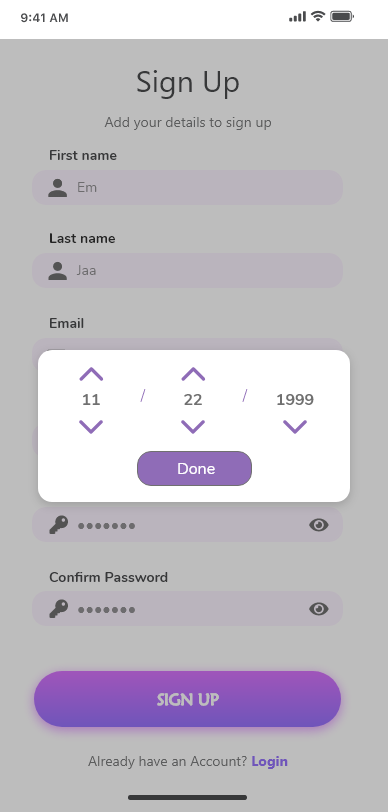 9:41 AM
Sign Up
Add your details to sign up
First name
Em
Last name
Jaa
Email
11 / 22 / 1999
Done
•••••••
Confirm Password
•••••••
SIGN UP
Already have an Account? Login